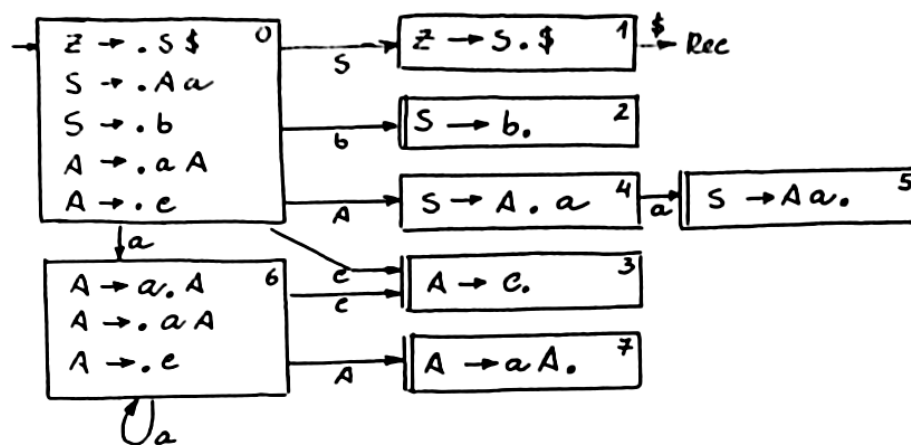 Z → . S $ 0
S → . A a
S → . b
A → . a A
A → . e
S
Z → S . $ 1
$
Rec
b
S → b . 2
A
S → A . a 4
a
S → A a . 5
a
A → a . A 6
A → . a A
A → . e
e
e
A → e . 3
A
A → a A . 7
a